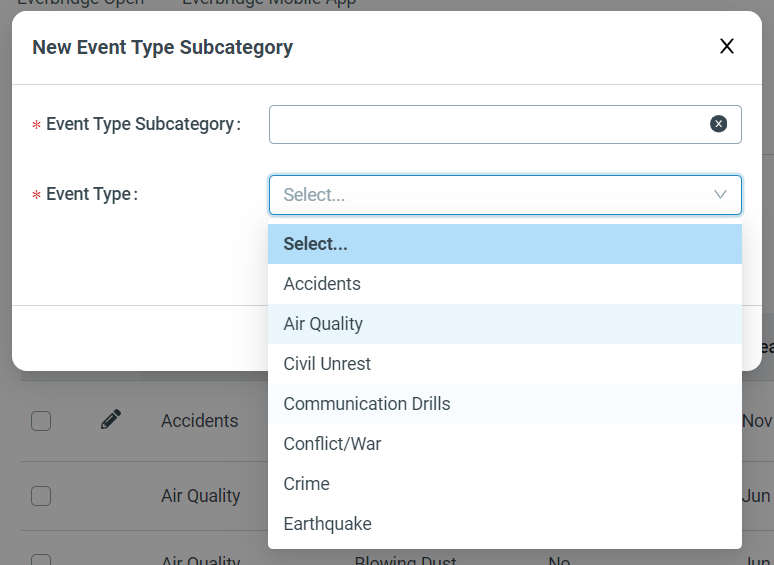 Everbridge Open Everbridge Mobile App
New Event Type Subcategory
* Event Type Subcategory:
* Event Type: Select...
Select...
Accidents
Air Quality
Civil Unrest
Communication Drills
Conflict/War
Crime
Earthquake
Accidents Nov
Air Quality Jun
Air Quality Blowing Dust No Jun